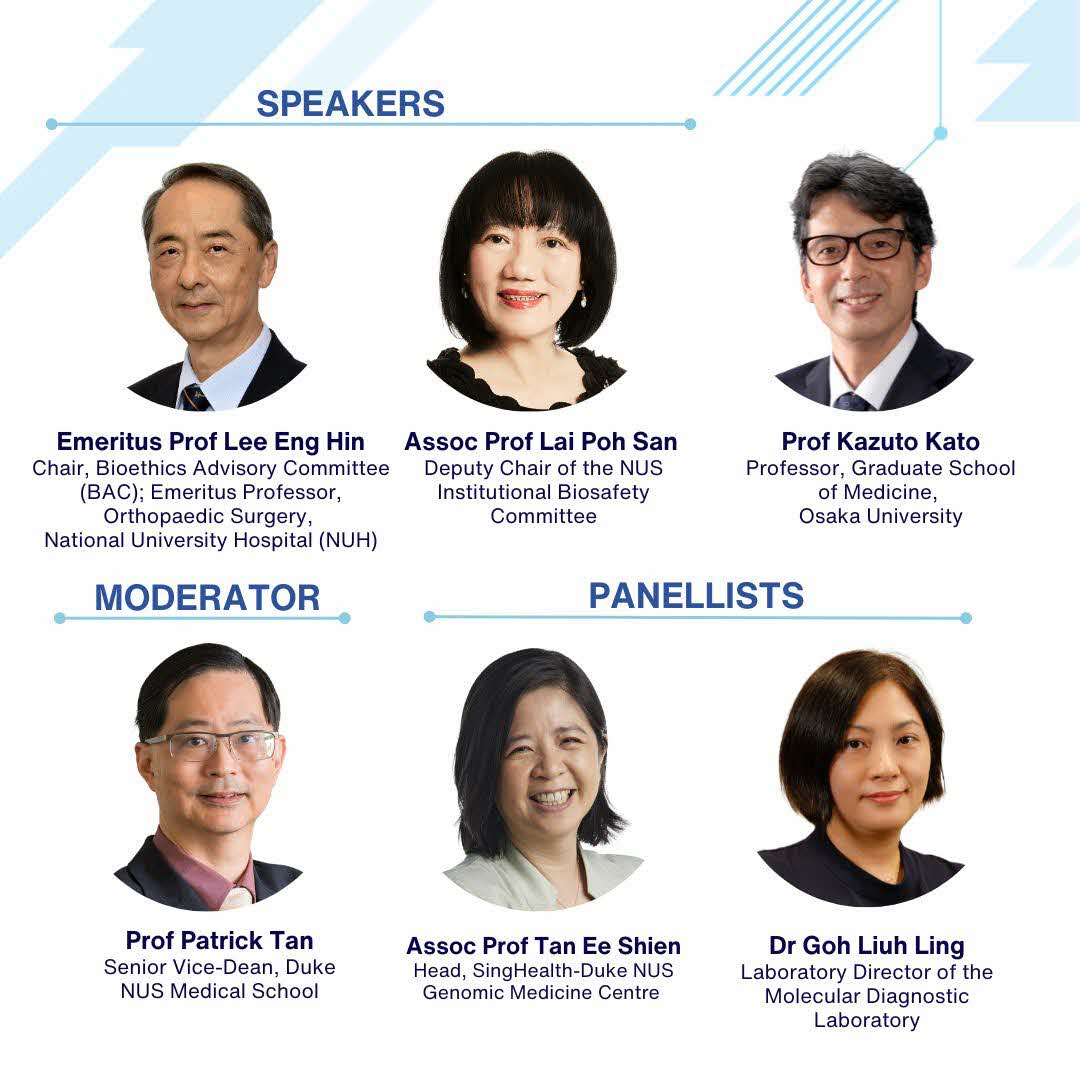 SPEAKERS
Emeritus Prof Lee Eng Hin
Chair, Bioethics Advisory Committee
(BAC); Emeritus Professor,
Orthopaedic Surgery,
National University Hospital (NUH)
Assoc Prof Lai Poh San
Deputy Chair of the NUS
Institutional Biosafety
Committee
Prof Kazuto Kato
Professor, Graduate School
of Medicine,
Osaka University
MODERATOR
Prof Patrick Tan
Senior Vice-Dean, Duke
NUS Medical School
PANELLISTS
Assoc Prof Tan Ee Shien
Head, SingHealth-Duke NUS
Genomic Medicine Centre
Dr Goh Liuh Ling
Laboratory Director of the
Molecular Diagnostic
Laboratory